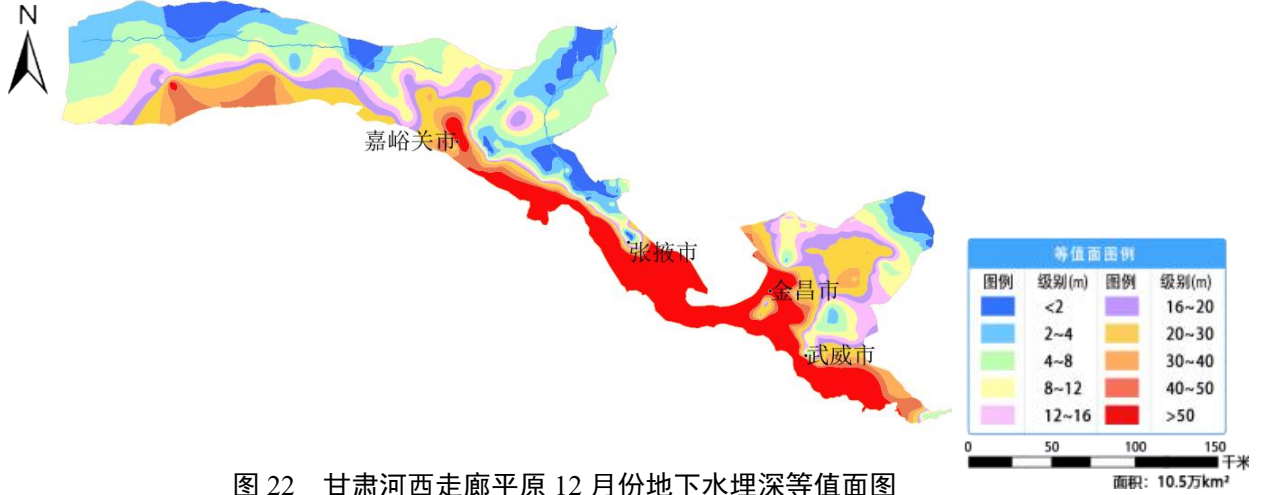 N
嘉峪关市
张掖市
金昌市
武威市
等值面图例
图例 级别(m) 图例 级别(m)
<2 16~20
2~4 20~30
4~8 30~40
8~12 40~50
12~16 >50
0 50 100 150
千米
面积：10.5万km²
图 22 甘肃河西走廊平原 12 月份地下水埋深等值面图